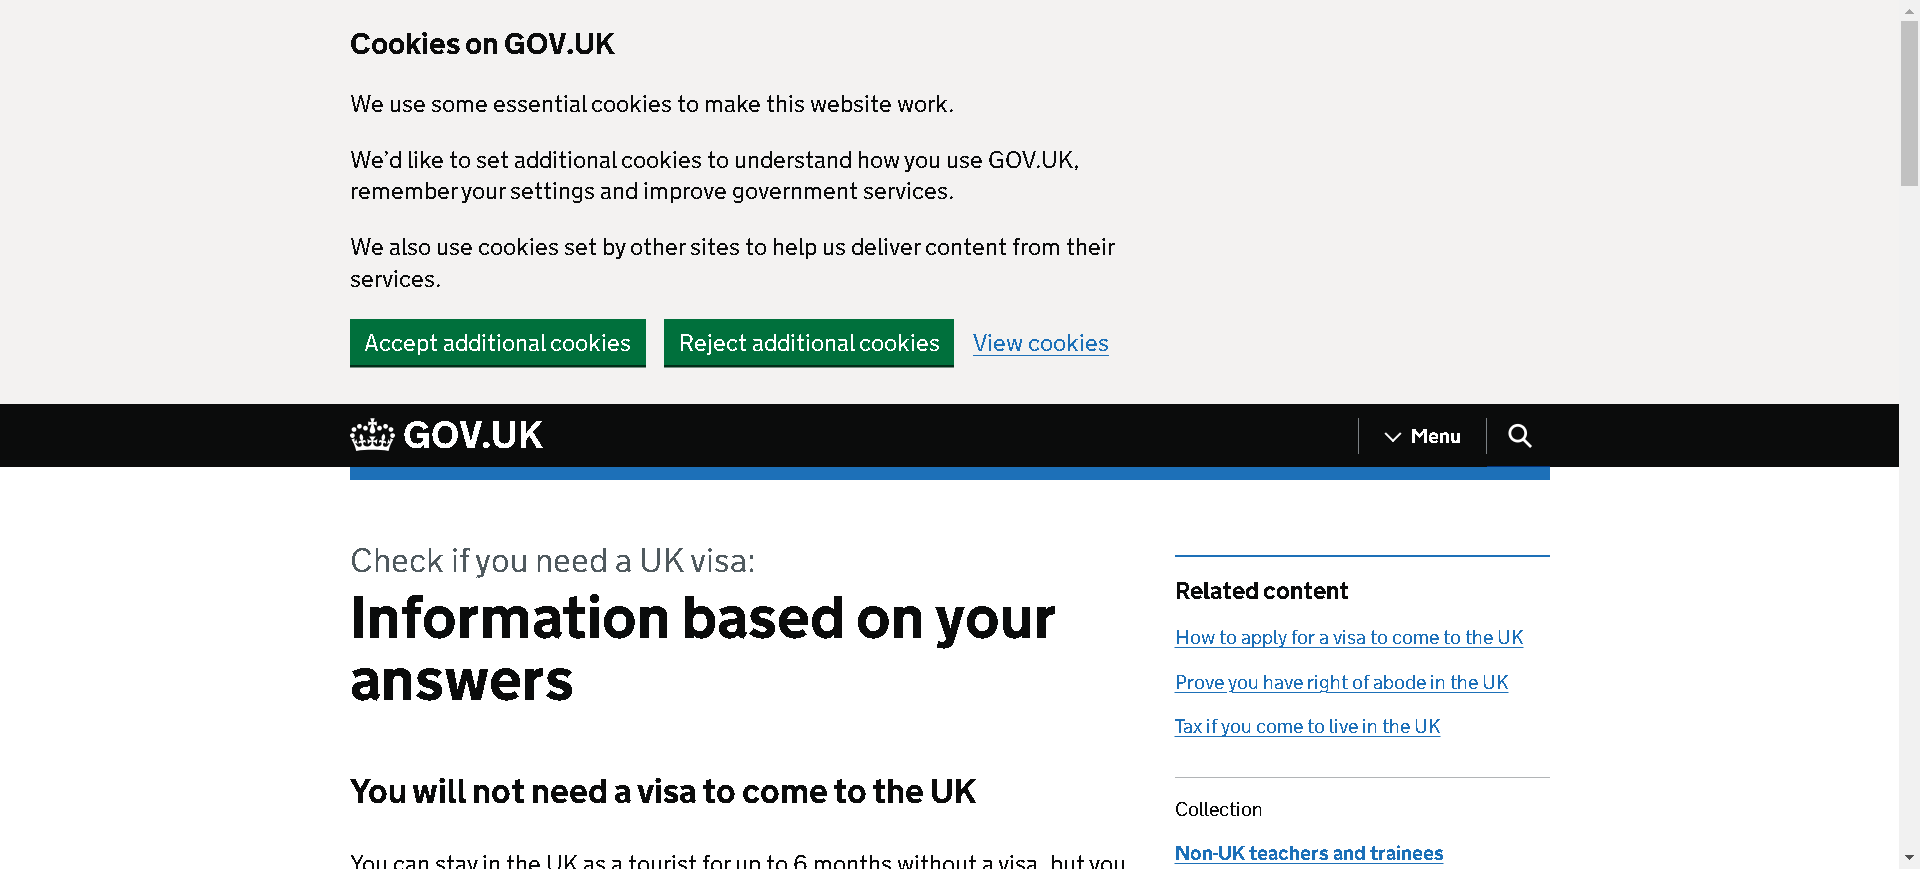 Cookies on GOV.UK
We use some essential cookies to make this website work.
We’d like to set additional cookies to understand how you use GOV.UK,
remember your settings and improve government services.
We also use cookies set by other sites to help us deliver content from their
services.
Accept additional cookies
Reject additional cookies
View cookies
GOV.UK
Menu
Check if you need a UK visa:
Information based on your
answers
You will not need a visa to come to the UK
You can stay in the UK as a tourist for up to 6 months without a visa, but you
Related content
How to apply for a visa to come to the UK
Prove you have right of abode in the UK
Tax if you come to live in the UK
Collection
Non-UK teachers and trainees